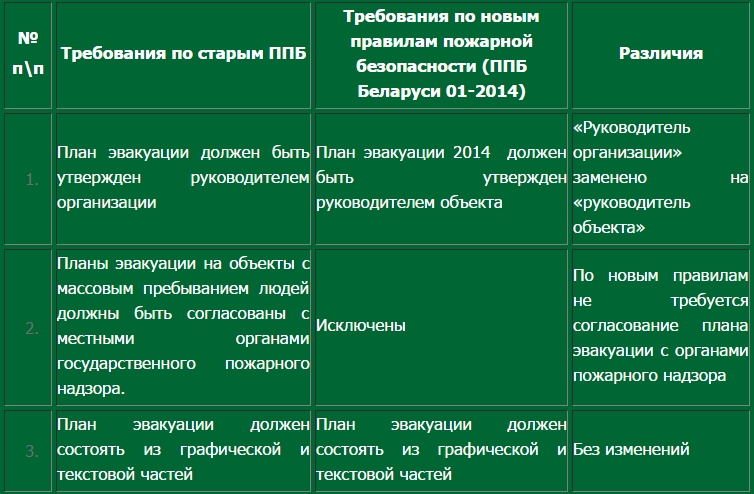 №
п\п
Требования по старым ППБ
Требования по новым
правилам пожарной
безопасности (ППБ
Беларуси 01-2014)
Различия
1.
План эвакуации должен быть
утвержден руководителем
организации
План эвакуации 2014 должен
быть утвержден
руководителем объекта
«Руководитель
организации»
заменено на
«руководитель
объекта»
2.
Планы эвакуации на объекты с
массовым пребыванием людей
должны быть согласованы с
местными органами
государственного пожарного
надзора.
Исключены
По новым правилам
не требуется
согласование плана
эвакуации с органами
пожарного надзора
3.
План эвакуации должен
состоять из графической и
текстовой частей
План эвакуации должен
состоять из графической и
текстовой частей
Без изменений